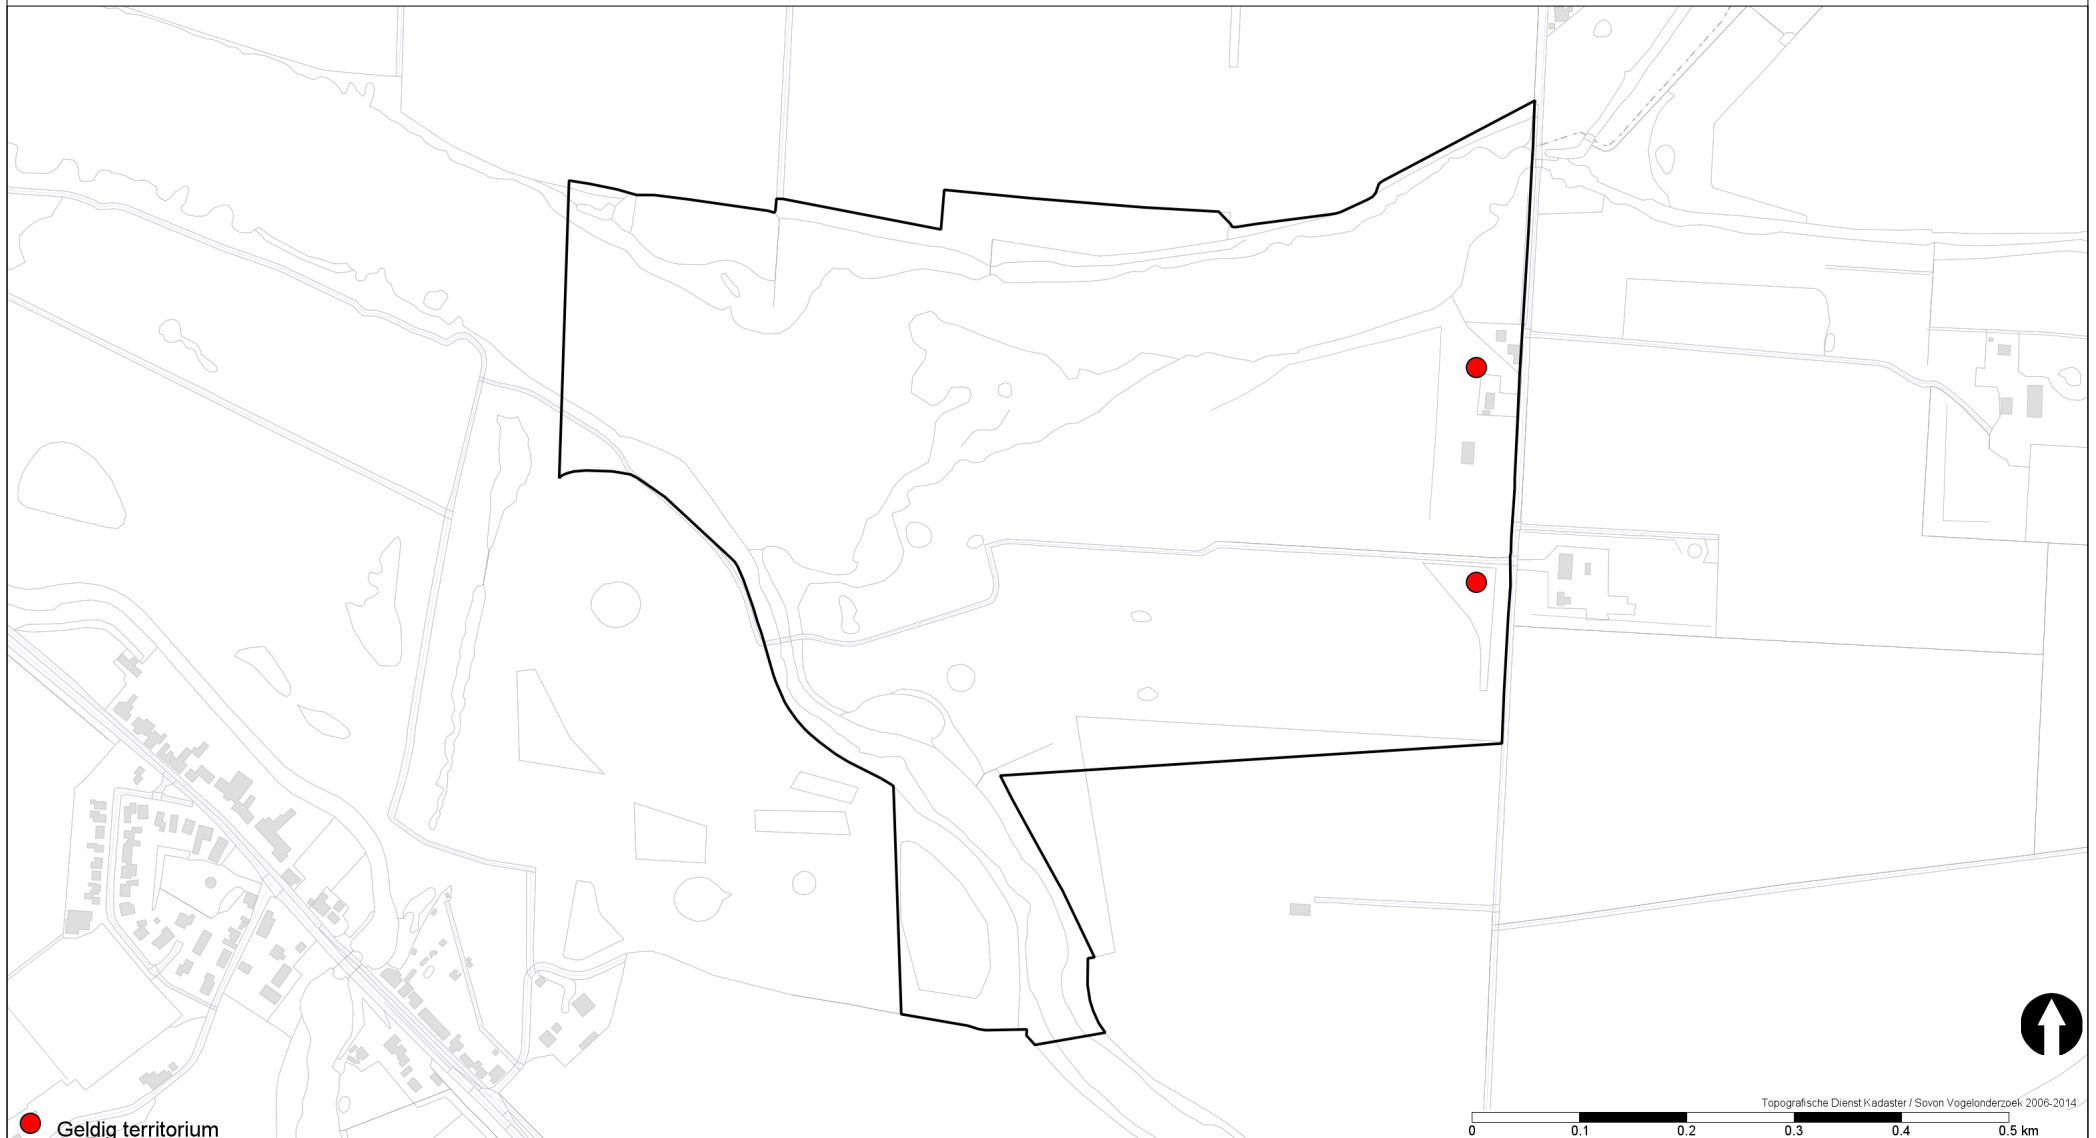 Topografische Dienst Kadaster / Sovon Vogelonderzoek 2006-2014
0 0.1 0.2 0.3 0.4 0.5 km
Geldig territorium